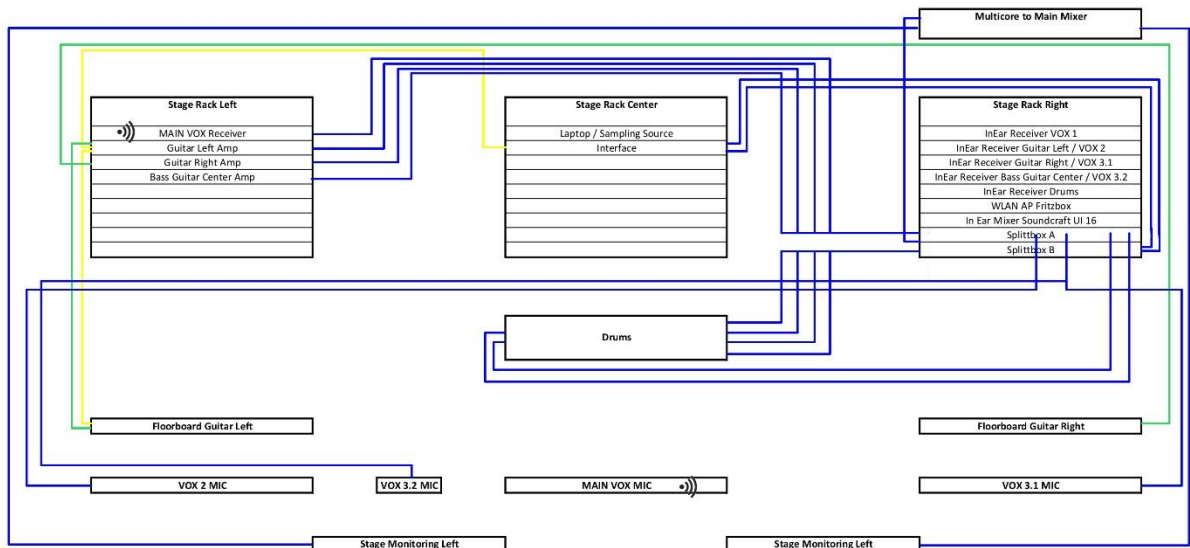 Multicore to Main Mixer
Stage Rack Left
MAIN VOX Receiver
Guitar Left Amp
Guitar Right Amp
Bass Guitar Center Amp
Stage Rack Center
Laptop / Sampling Source
Interface
Stage Rack Right
InEar Receiver VOX 1
InEar Receiver Guitar Left / VOX 2
InEar Receiver Guitar Right / VOX 3.1
InEar Receiver Bass Guitar Center / VOX 3.2
InEar Receiver Drums
WLAN AP Fritzbox
In Ear Mixer Soundcraft UI 16
Splittbox A
Splittbox B
Drums
Floorboard Guitar Left
Floorboard Guitar Right
VOX 2 MIC
VOX 3.2 MIC
MAIN VOX MIC
VOX 3.1 MIC
Stage Monitoring Left
Stage Monitoring Left